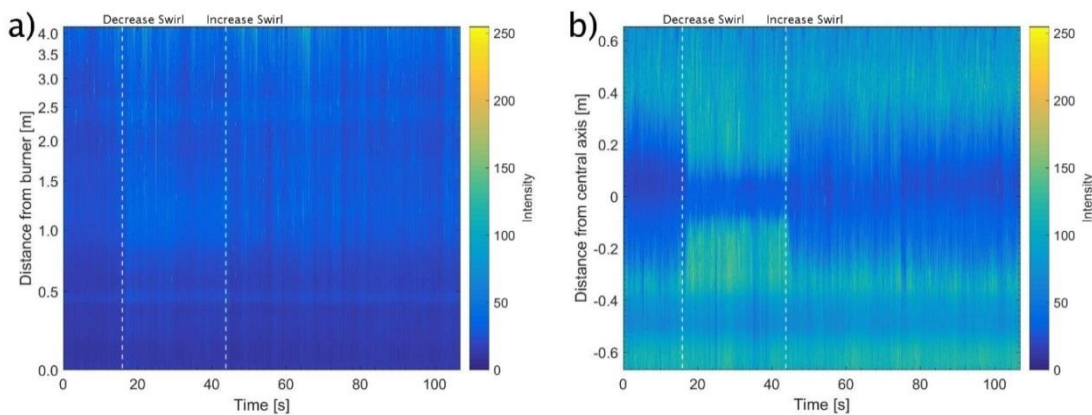 a)
Decrease Swirl Increase Swirl
Distance from burner [m]
4.0
3.5
3.0
2.5
2.0
1.5
1.0
0.5
0.0
0 20 40 60 80 100
Time [s]
250
200
150
100
50
0
Intensity
b)
Decrease Swirl Increase Swirl
Distance from central axis [m]
0.6
0.4
0.2
0
-0.2
-0.4
-0.6
0 20 40 60 80 100
Time [s]
250
200
150
100
50
0
Intensity